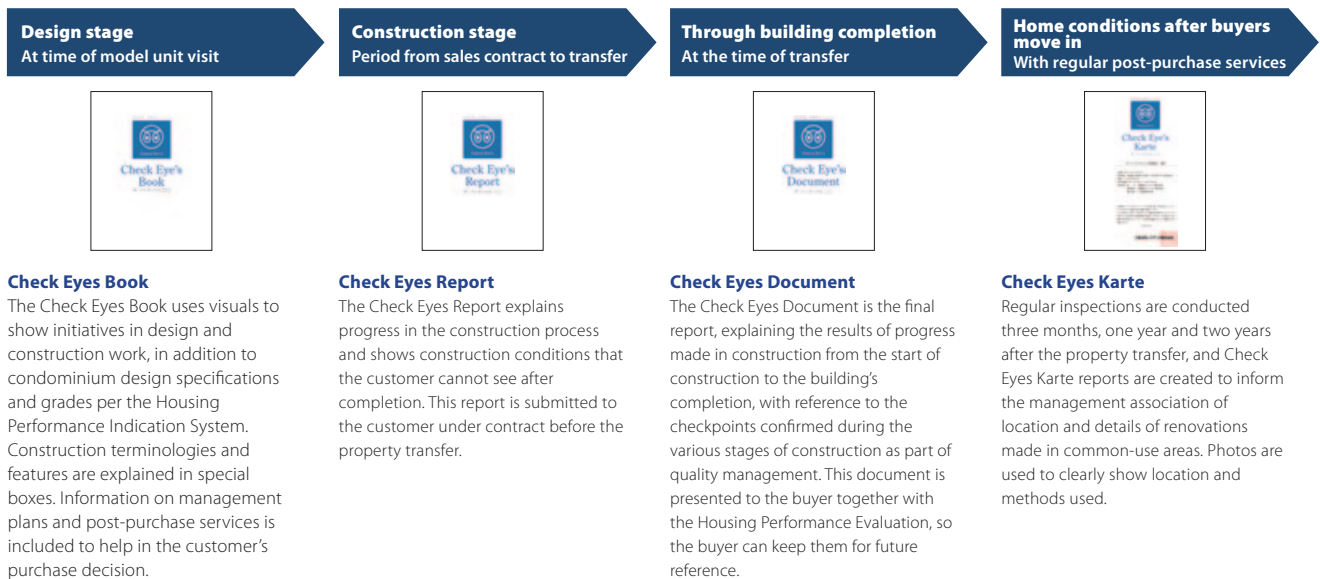 Design stage
At time of model unit visit
Construction stage
Period from sales contract to transfer
Through building completion
At the time of transfer
Home conditions after buyers
move in
With regular post-purchase services
Check Eye's
Book
Check Eye's
Report
Check Eye's
Document
Check Eye's
Karte
Check Eyes Book
The Check Eyes Book uses visuals to
show initiatives in design and
construction work, in addition to
condominium design specifications
and grades per the Housing
Performance Indication System.
Construction terminologies and
features are explained in special
boxes. Information on management
plans and post-purchase services is
included to help in the customer's
purchase decision.
Check Eyes Report
The Check Eyes Report explains
progress in the construction process
and shows construction conditions that
the customer cannot see after
completion. This report is submitted to
the customer under contract before the
property transfer.
Check Eyes Document
The Check Eyes Document is the final
report, explaining the results of progress
made in construction from the start of
construction to the building's
completion, with reference to the
checkpoints confirmed during the
various stages of construction as part of
quality management. This document is
presented to the buyer together with
the Housing Performance Evaluation, so
the buyer can keep them for future
reference.
Check Eyes Karte
Regular inspections are conducted
three months, one year and two years
after the property transfer, and Check
Eyes Karte reports are created to inform
the management association of
location and details of renovations
made in common-use areas. Photos are
used to clearly show location and
methods used.